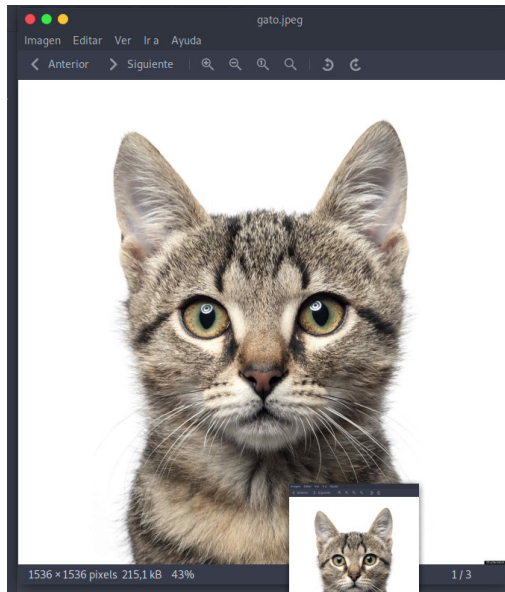 gato.jpeg
Imagen Editar Ver Ir a Ayuda
Anterior Siguiente
1536 × 1536 pixels 215,1 kB 43%
1 / 3